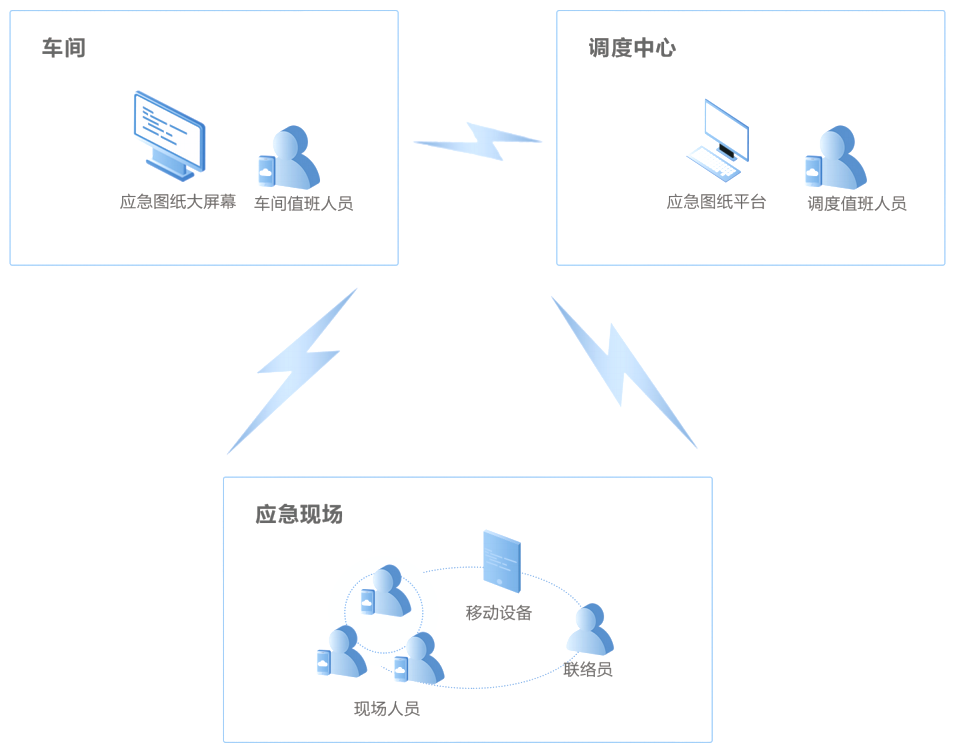 车间
应急图纸大屏幕
车间值班人员
调度中心
应急图纸平台
调度值班人员
应急现场
移动设备
联络员
现场人员